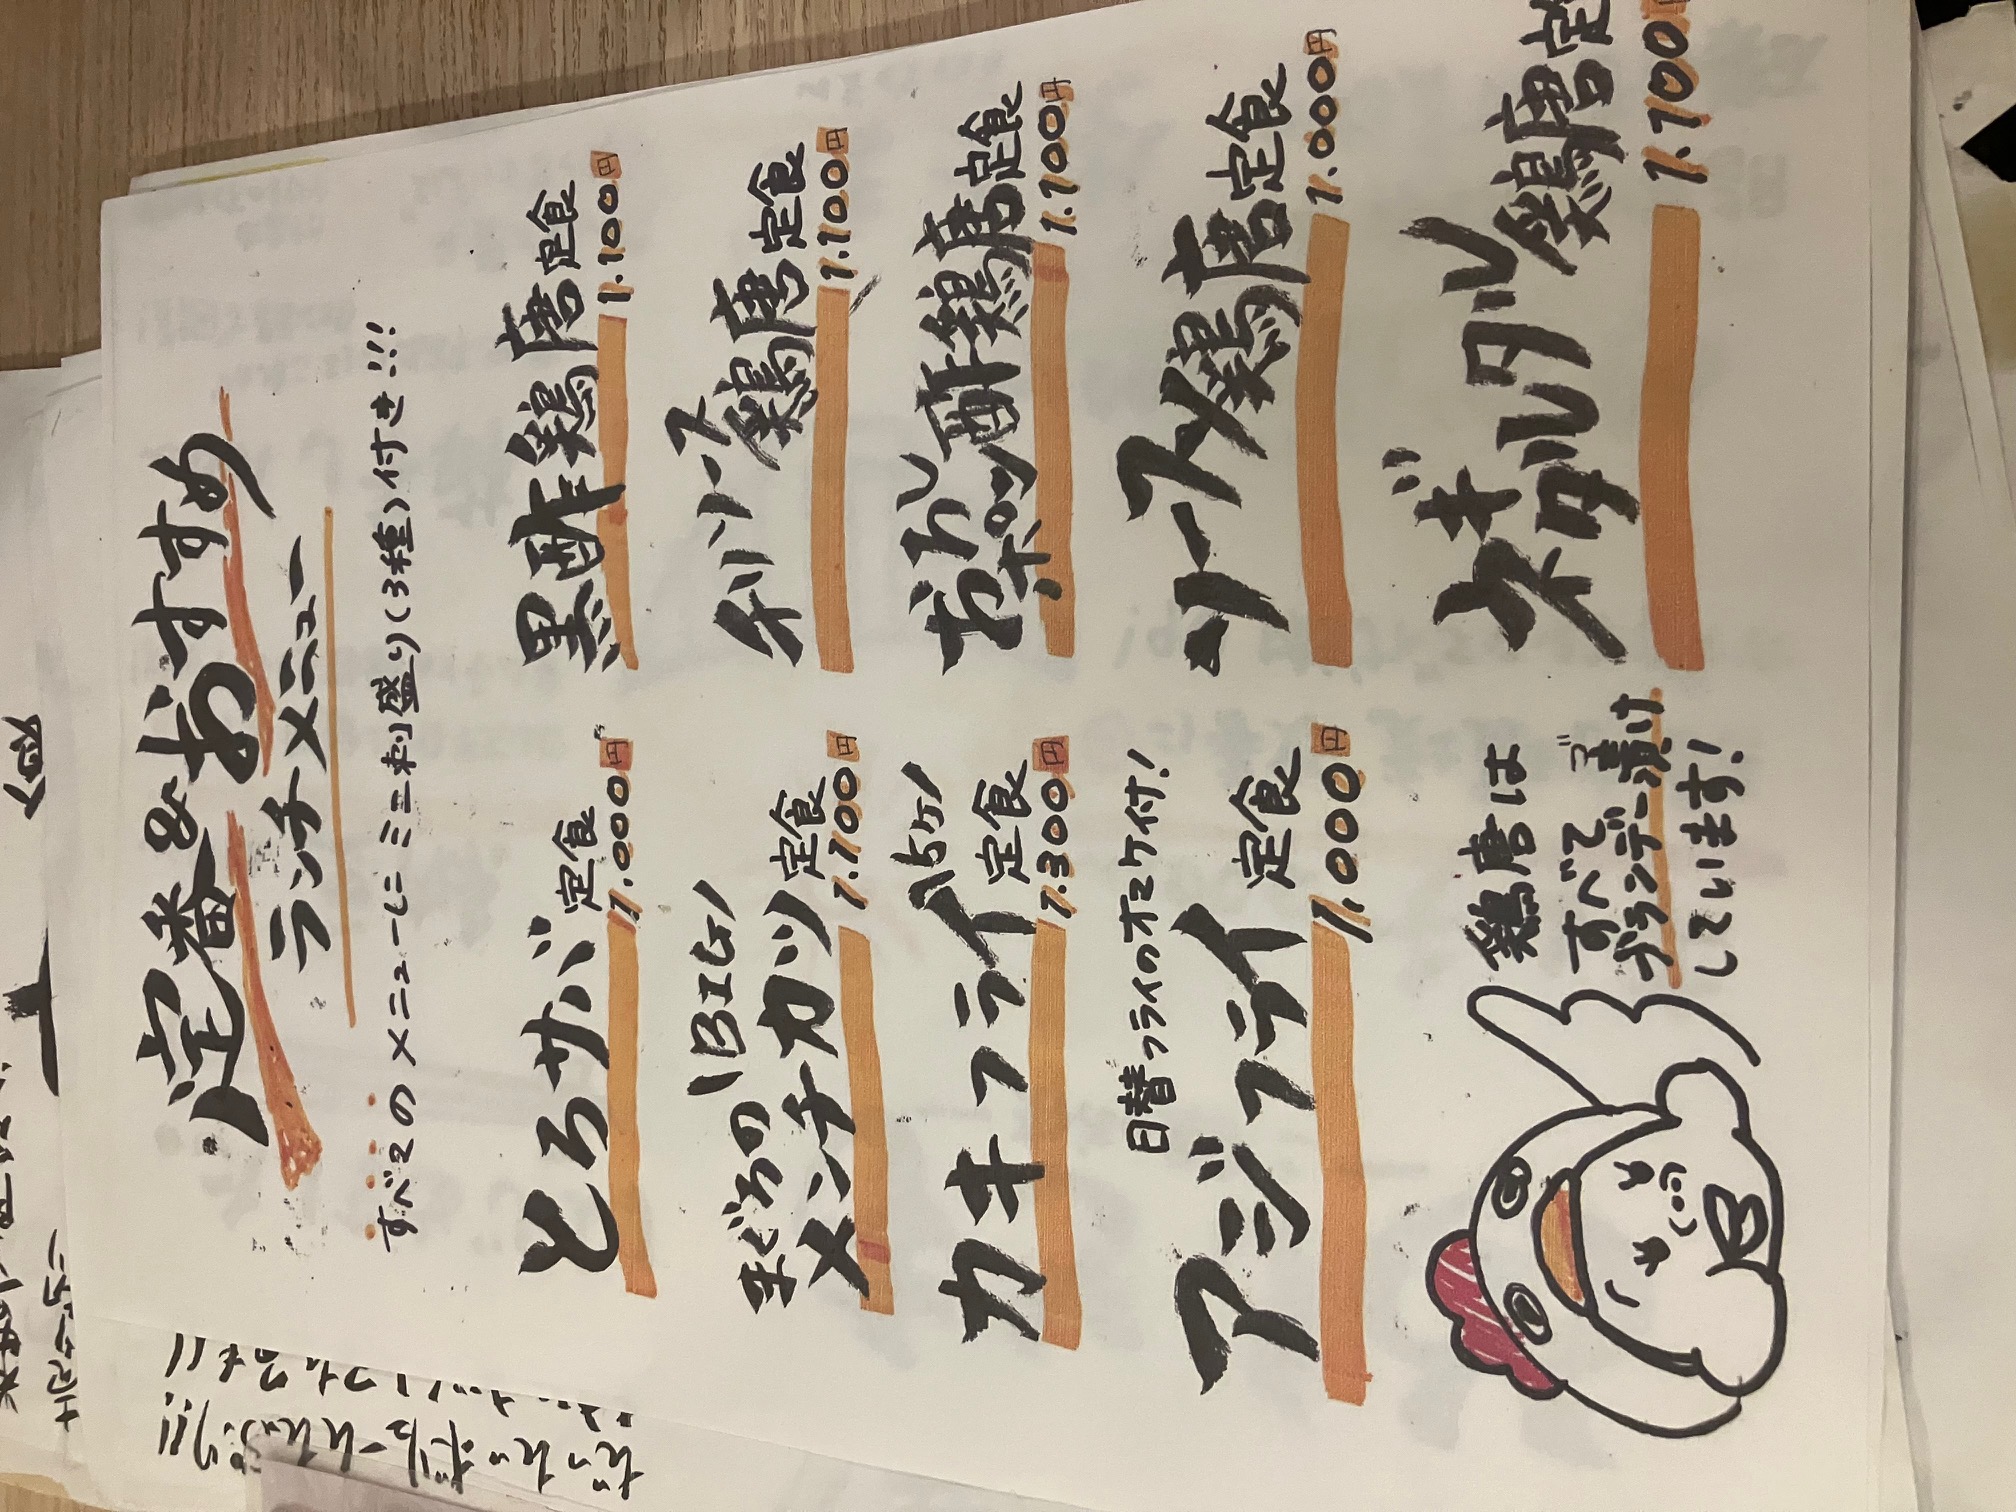 定番&おすすめ
ランチメニュー
すべてのメニューに ミニ刺盛り(3種)付き!!!
とろサバ定食
1.000円
まぐろの\BIG/
メンチカツ定食
1.100円
カキフライ\5ケ/
定食
1.300円
日替フライのオマケ付!
アジフライ定食
1,000円
黒酢鶏唐定食
1.100円
チリソース
鶏唐定食
1.100円
おろし
ポン酢鶏唐定食
1.100円
ソース鶏唐定食
1.000円
ネギ
タルタル鶏唐定
1.100円
鶏唐は
すべて
ブランデー漬け
しています!